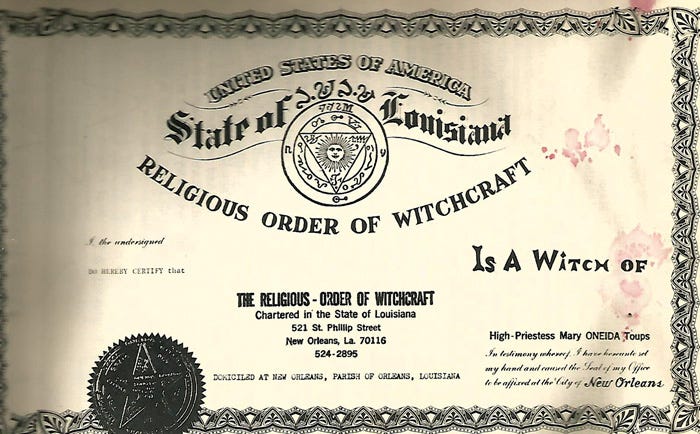 UNITED STATES OF AMERICA
State of Louisiana
RELIGIOUS ORDER OF WITCHCRAFT
I, the undersigned
DO HEREBY CERTIFY that
IS A WITCH OF
THE RELIGIOUS - ORDER OF WITCHCRAFT
Chartered in the State of Louisiana
521 St. Phillip Street
New Orleans, La. 70116
524-2895
DOMICILED AT NEW ORLEANS, PARISH OF ORLEANS, LOUISIANA
High-Priestess Mary ONEIDA Toups
In testimony whereof, I have hereunto set
my hand and caused the Seal of my Office
to be affixed at the City of New Orleans